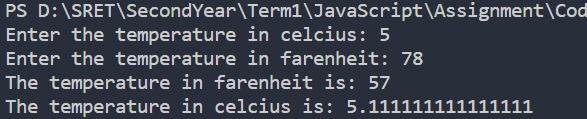 PS D:\SRET\SecondYear\Term1\JavaScript\Assignment\Cod
Enter the temperature in celcius: 5
Enter the temperature in farenheit: 78
The temperature in farenheit is: 57
The temperature in celcius is: 5.111111111111111